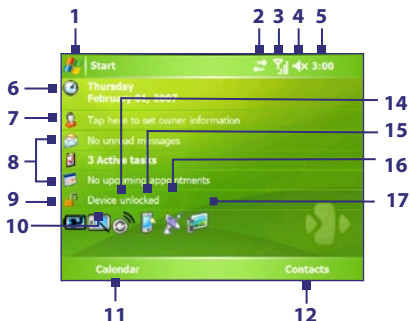 1 2 3 4 5
Start 3:00
6 Thursday
February 01, 2007
14
7 Tap here to set owner information
15
8 No unread messages
3 Active tasks
16
No upcoming appointments
9 Device unlocked
17
10
Calendar Contacts
11 12